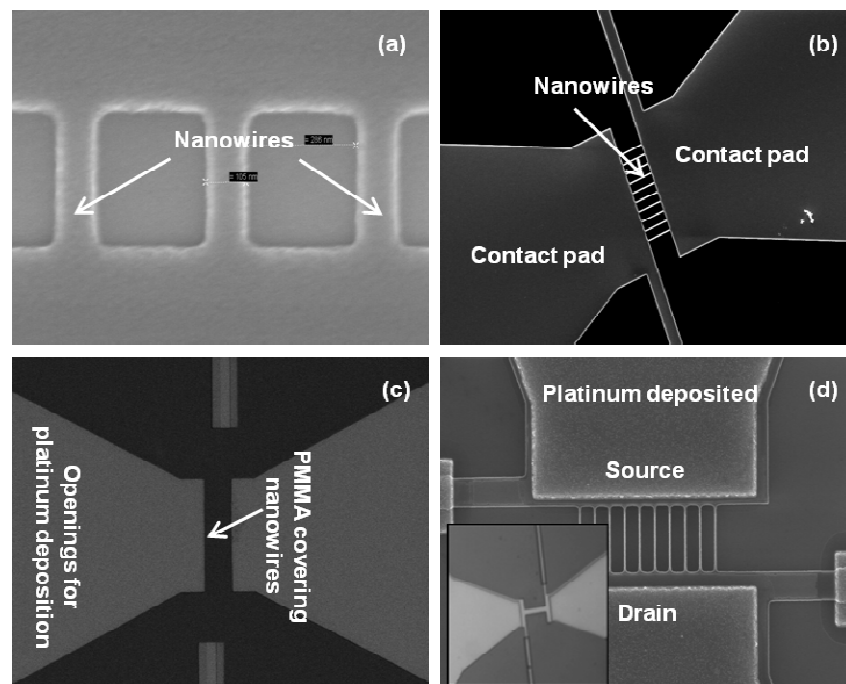 (a)
Nanowires
= 286 nm
= 105 nm
(b)
Nanowires
Contact pad
Contact pad
(c)
Openings for
platinum deposition
PMMA covering
nanowires
(d)
Platinum deposited
Source
Drain